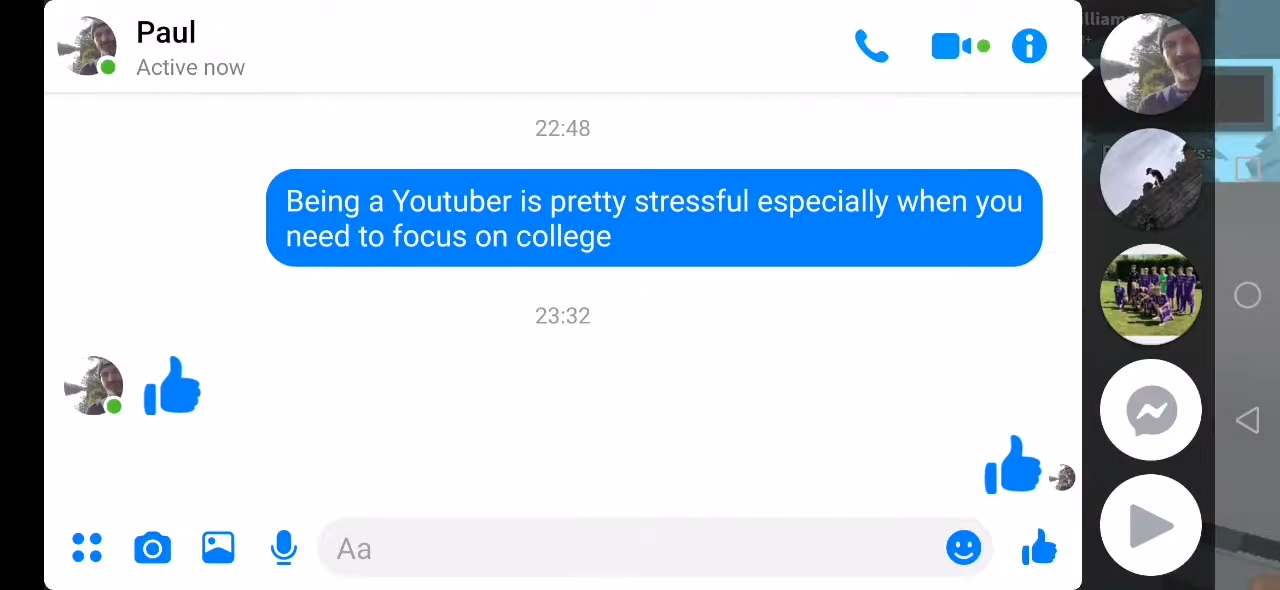 Paul
Active now
22:48
Being a Youtuber is pretty stressful especially when you
need to focus on college
23:32
Aa